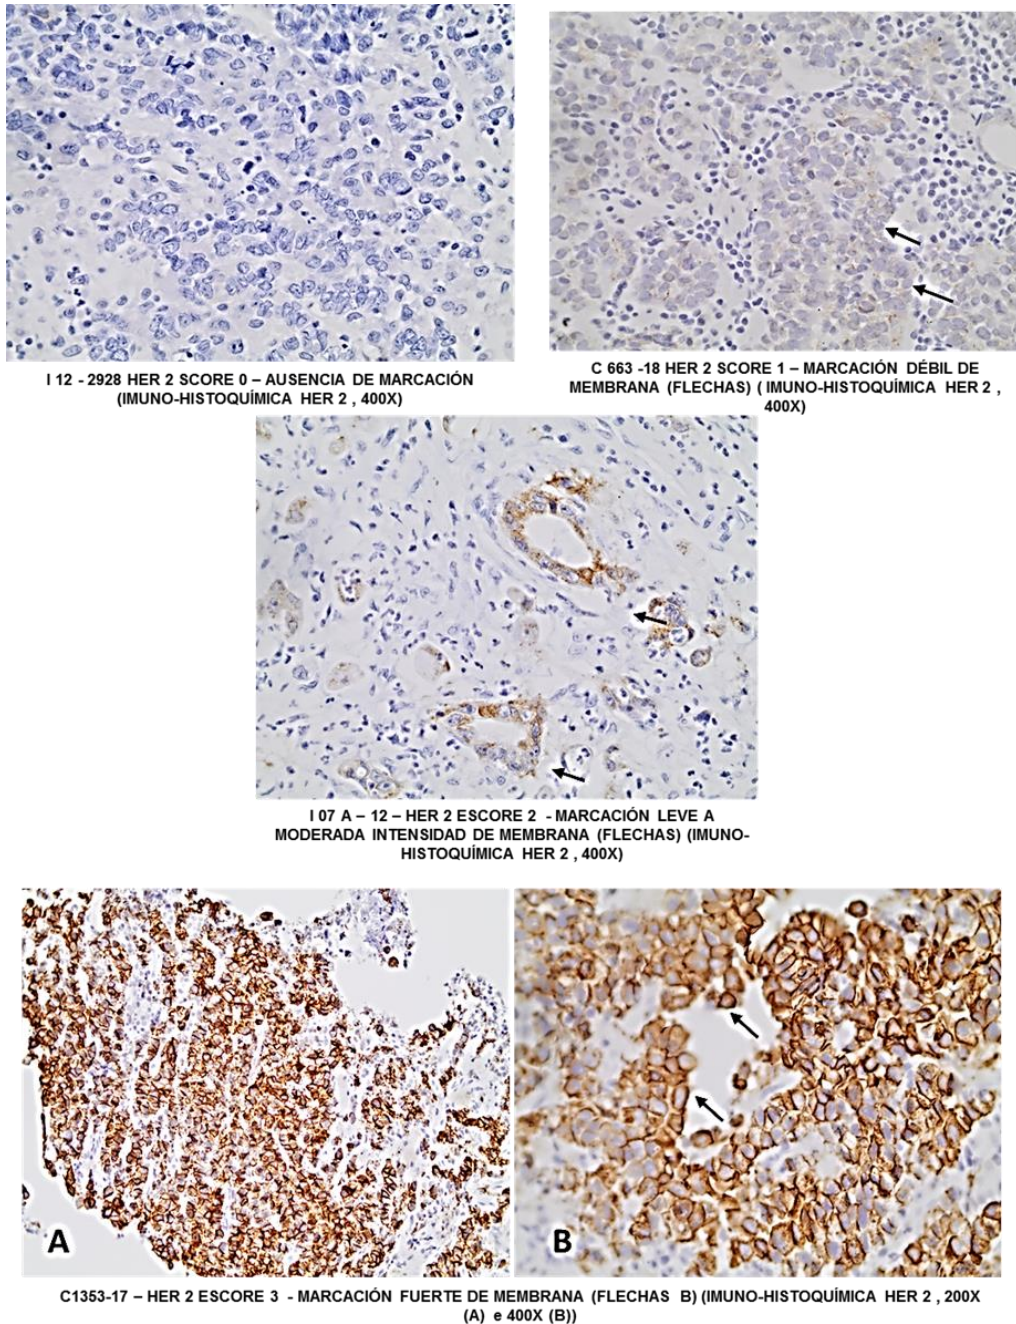 I 12 - 2928 HER 2 SCORE 0 – AUSENCIA DE MARCACIÓN
(IMUNO-HISTOQUÍMICA HER 2 , 400X)
C 663 -18 HER 2 SCORE 1 – MARCACIÓN DÉBIL DE
MEMBRANA (FLECHAS) ( IMUNO-HISTOQUÍMICA HER 2 ,
400X)
I 07 A – 12 – HER 2 ESCORE 2 - MARCACIÓN LEVE A
MODERADA INTENSIDAD DE MEMBRANA (FLECHAS) (IMUNO-
HISTOQUÍMICA HER 2 , 400X)
A
B
C1353-17 – HER 2 ESCORE 3 - MARCACIÓN FUERTE DE MEMBRANA (FLECHAS B) (IMUNO-HISTOQUÍMICA HER 2 , 200X
(A) e 400X (B))